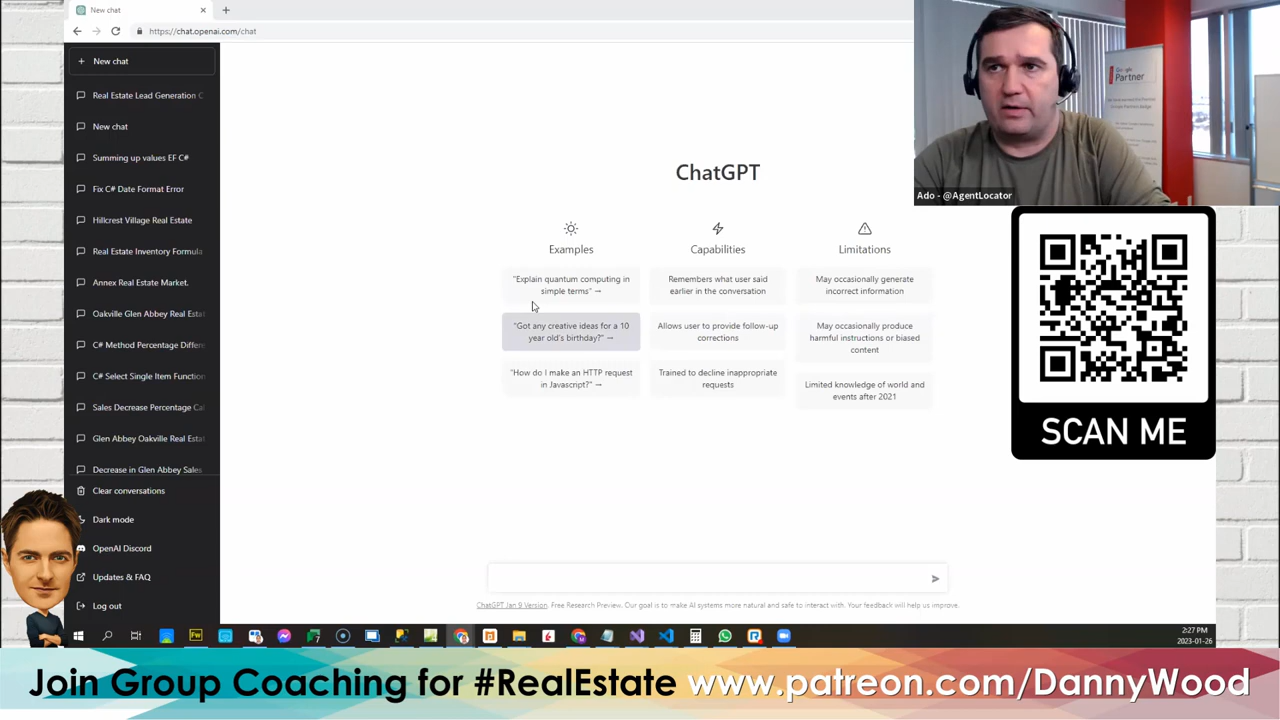 New chat
https://chat.openai.com/chat
New chat
Real Estate Lead Generation C
New chat
Summing up values EF C#
Fix C# Date Format Error
Hillcrest Village Real Estate
Real Estate Inventory Formula
Annex Real Estate Market.
Oakville Glen Abbey Real Esta
C# Method Percentage Differ
C# Select Single Item Function
Sales Decrease Percentage Cal
Glen Abbey Oakville Real Esta
Decrease in Glen Abbey Sales
Clear conversations
Dark mode
OpenAI Discord
Updates & FAQ
Log out
ChatGPT
Examples
"Explain quantum computing in
simple terms" →
"Got any creative ideas for a 10
year old's birthday?" →
"How do I make an HTTP request
in Javascript?" →
Capabilities
Remembers what user said
earlier in the conversation
Allows user to provide follow-up
corrections
Trained to decline inappropriate
requests
Limitations
May occasionally generate
incorrect information
May occasionally produce
harmful instructions or biased
content
Limited knowledge of world and
events after 2021
ChatGPT Jan 9 Version. Free Research Preview. Our goal is to make AI systems more natural and safe to interact with. Your feedback will help us improve.
Google
Partner
Ado - @AgentLocator
SCAN ME
2:27 PM
2023-01-26
Join Group Coaching for #RealEstate www.patreon.com/DannyWood